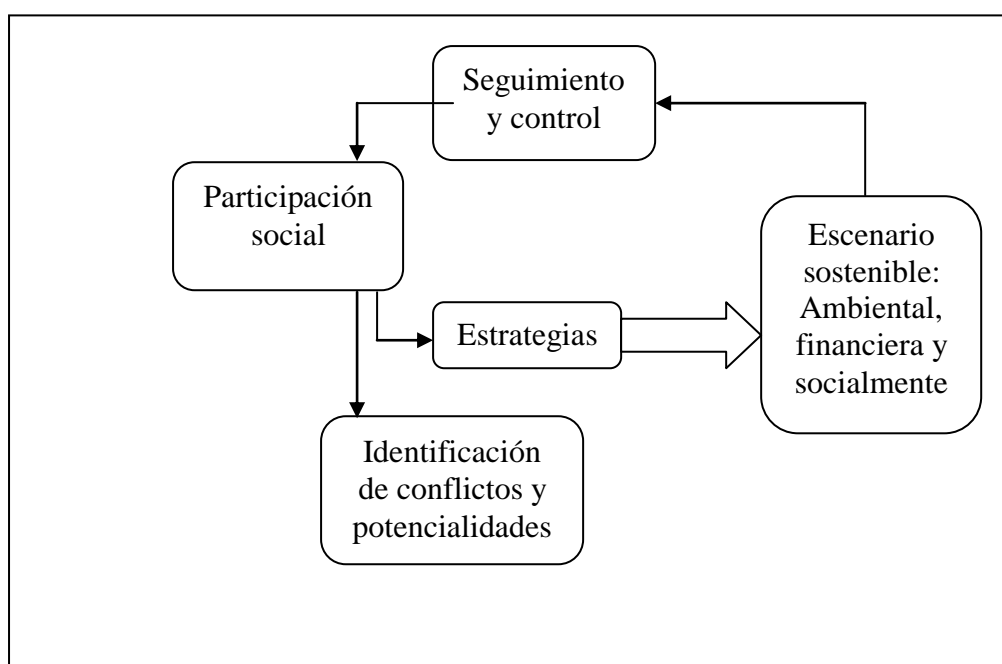 Seguimiento
y control
Participación
social
Escenario
sostenible:
Ambiental,
financiera y
socialmente
Estrategias
Identificación
de conflictos y
potencialidades